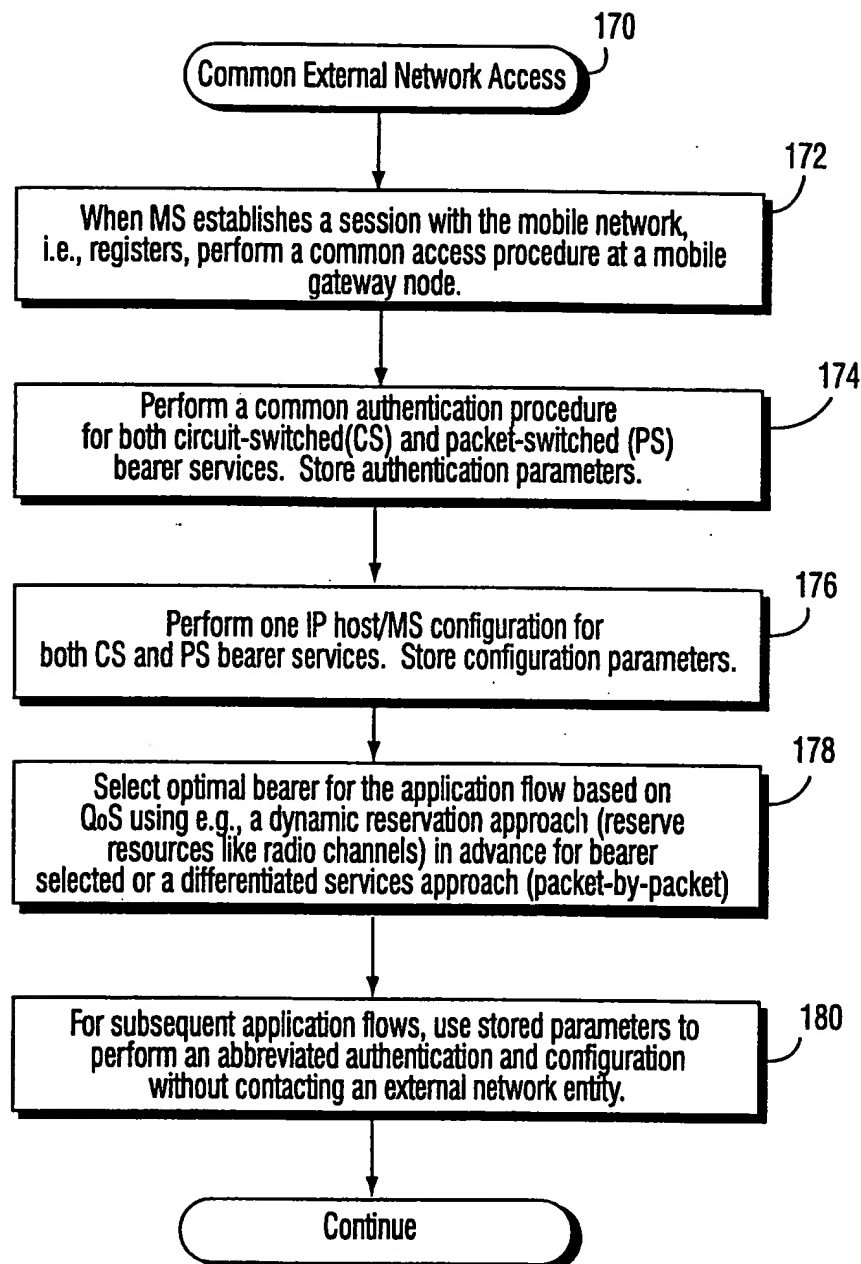 170
Common External Network Access
172
When MS establishes a session with the mobile network,
i.e., registers, perform a common access procedure at a mobile
gateway node.
174
Perform a common authentication procedure
for both circuit-switched(CS) and packet-switched (PS)
bearer services. Store authentication parameters.
176
Perform one IP host/MS configuration for
both CS and PS bearer services. Store configuration parameters.
178
Select optimal bearer for the application flow based on
QoS using e.g., a dynamic reservation approach (reserve
resources like radio channels) in advance for bearer
selected or a differentiated services approach (packet-by-packet)
180
For subsequent application flows, use stored parameters to
perform an abbreviated authentication and configuration
without contacting an external network entity.
Continue